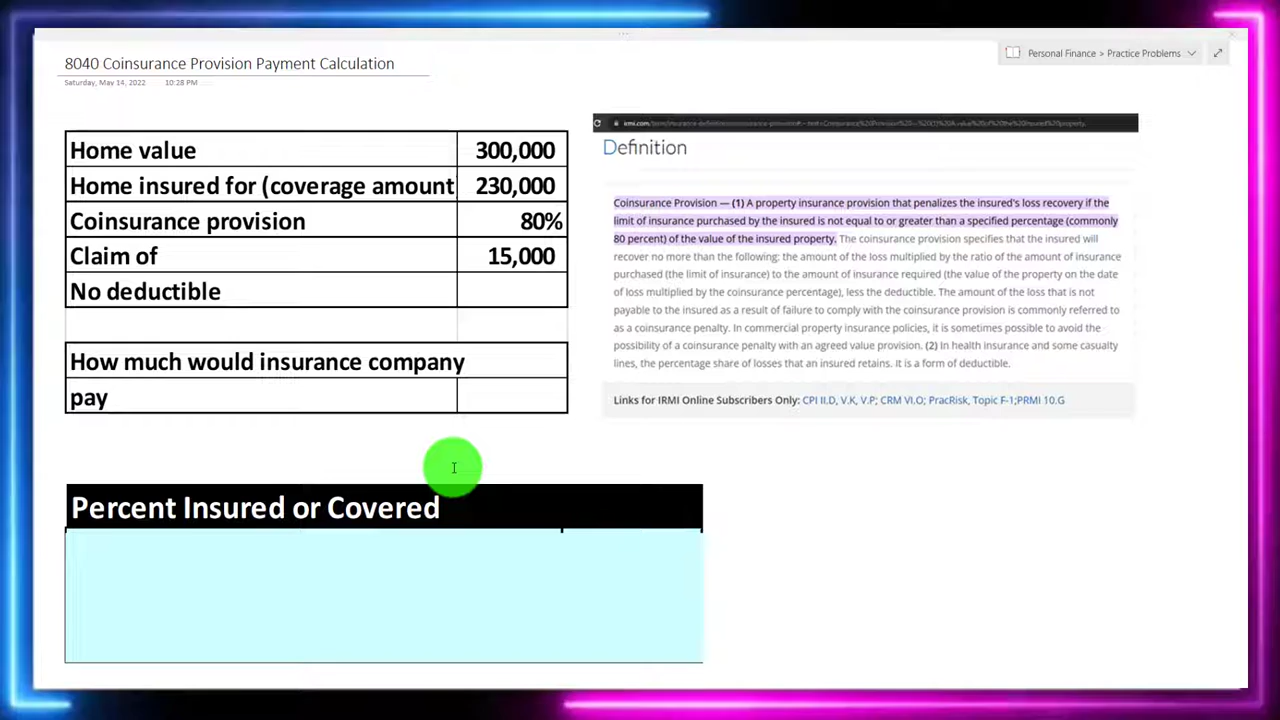 8040 Coinsurance Provision Payment Calculation
Saturday, May 14, 2022 10:28 PM
Personal Finance > Practice Problems
Home value 300,000
Home insured for (coverage amount 230,000
Coinsurance provision 80%
Claim of 15,000
No deductible
How much would insurance company
pay
Definition
Coinsurance Provision — (1) A property insurance provision that penalizes the insured's loss recovery if the
limit of insurance purchased by the insured is not equal to or greater than a specified percentage (commonly
80 percent) of the value of the insured property. The coinsurance provision specifies that the insured will
recover no more than the following: the amount of the loss multiplied by the ratio of the amount of insurance
purchased (the limit of insurance) to the amount of insurance required (the value of the property on the date
of loss multiplied by the coinsurance percentage), less the deductible. The amount of the loss that is not
payable to the insured as a result of failure to comply with the coinsurance provision is commonly referred to
as a coinsurance penalty. In commercial property insurance policies, it is sometimes possible to avoid the
possibility of a coinsurance penalty with an agreed value provision. (2) In health insurance and some casualty
lines, the percentage share of losses that an insured retains. It is a form of deductible.
Links for IRMI Online Subscribers Only: CPI II.D, V.K, V.P; CRM VI.O; PracRisk, Topic F-1;PRMI 10.G
Percent Insured or Covered